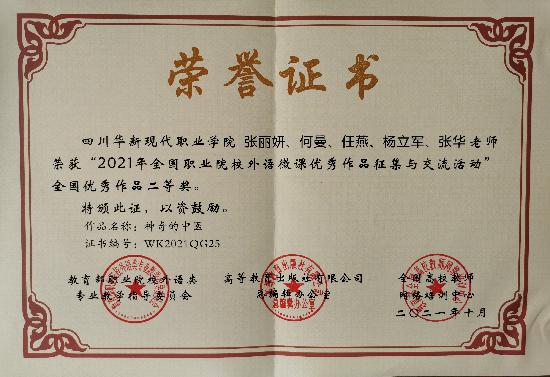 荣誉证书
四川华新现代职业学院 张丽妍、何曼、任燕、杨立军、张华老师
荣获“2021年全国职业院校外语微课优秀作品征集与交流活动”
全国优秀作品二等奖。
特颁此证，以资鼓励。
作品名称：神奇的中医
证书编号：WK2021QG25
教育部职业院校外语类 高等教育出版社有限公司 全国高校教师
专业教学指导委员会 总编辑办公室 网络培训中心
二〇二一年十月